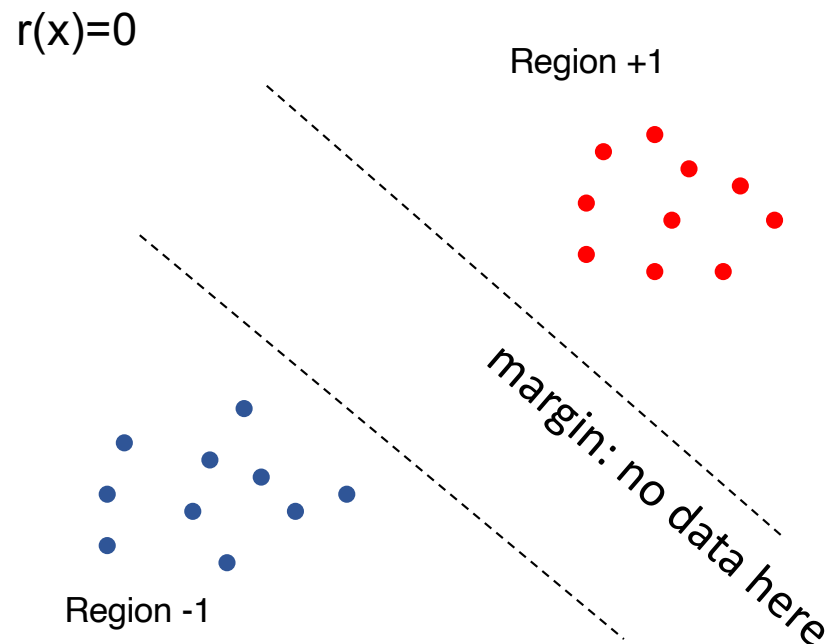 r(x)=0
Region +1
margin: no data here
Region -1